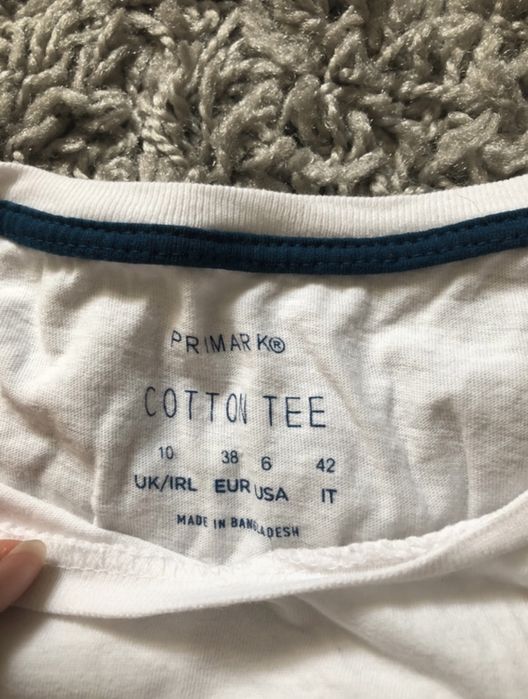 PRIMARK®
COTTON TEE
10 38 6 42
UK/IRL EUR USA IT
MADE IN BANGLADESH